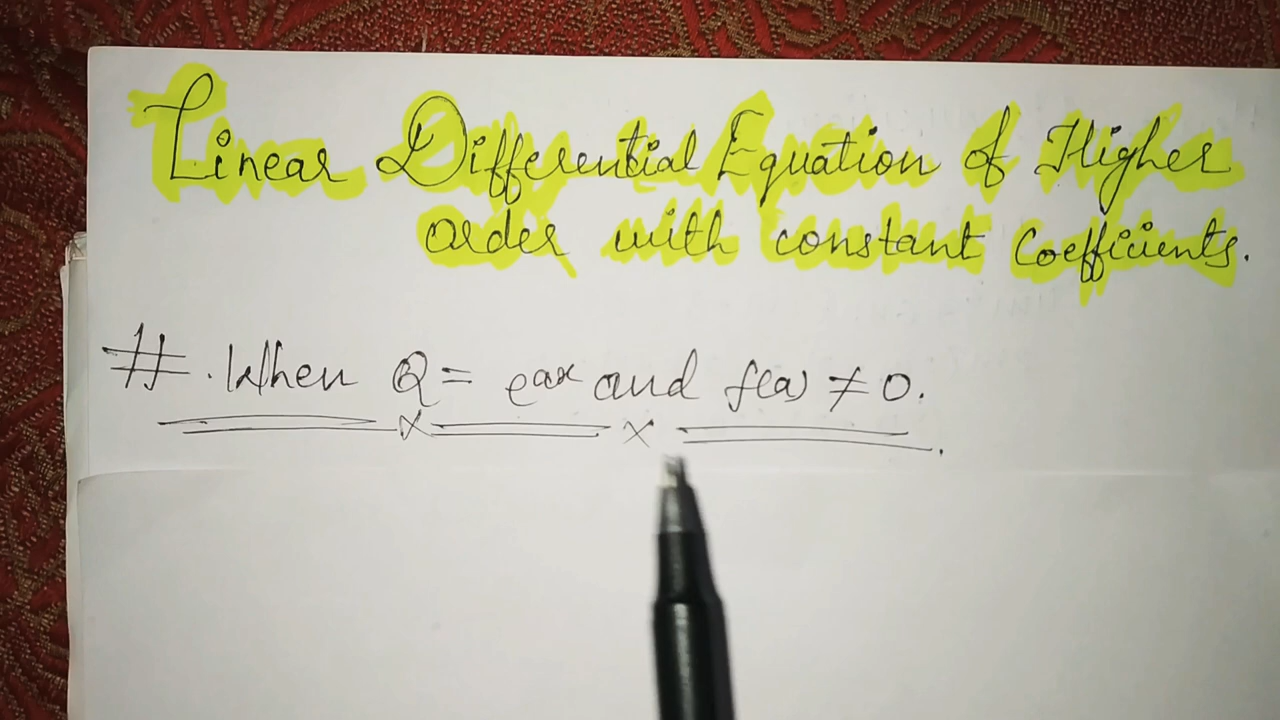 Linear Differential Equation of Higher
order with constant Coefficients.
#. When Q = e^ax and f(a) ≠ 0.